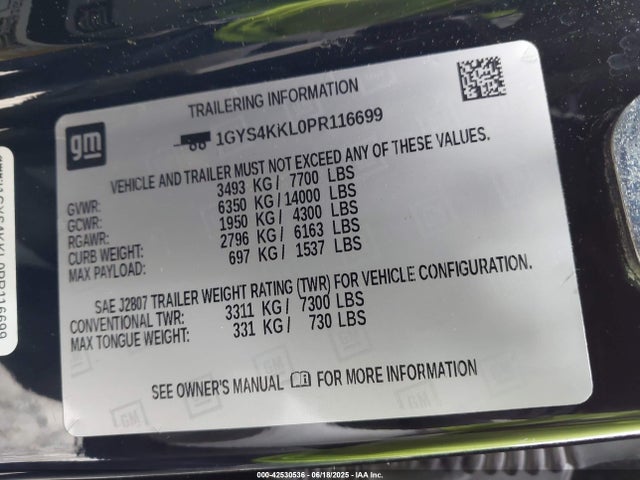 TRAILERING INFORMATION
gm
1GYS4KKL0PR116699
VEHICLE AND TRAILER MUST NOT EXCEED ANY OF THESE VALUES.
GVWR: 3493 KG / 7700 LBS
GCWR: 6350 KG / 14000 LBS
RGAWR: 1950 KG / 4300 LBS
CURB WEIGHT: 2796 KG / 6163 LBS
MAX PAYLOAD: 697 KG / 1537 LBS
SAE J2807 TRAILER WEIGHT RATING (TWR) FOR VEHICLE CONFIGURATION.
CONVENTIONAL TWR: 3311 KG / 7300 LBS
MAX TONGUE WEIGHT: 331 KG / 730 LBS
SEE OWNER'S MANUAL FOR MORE INFORMATION
1GYS4KKL0PR116699
000-42530536 - 06/18/2025 - IAA Inc.